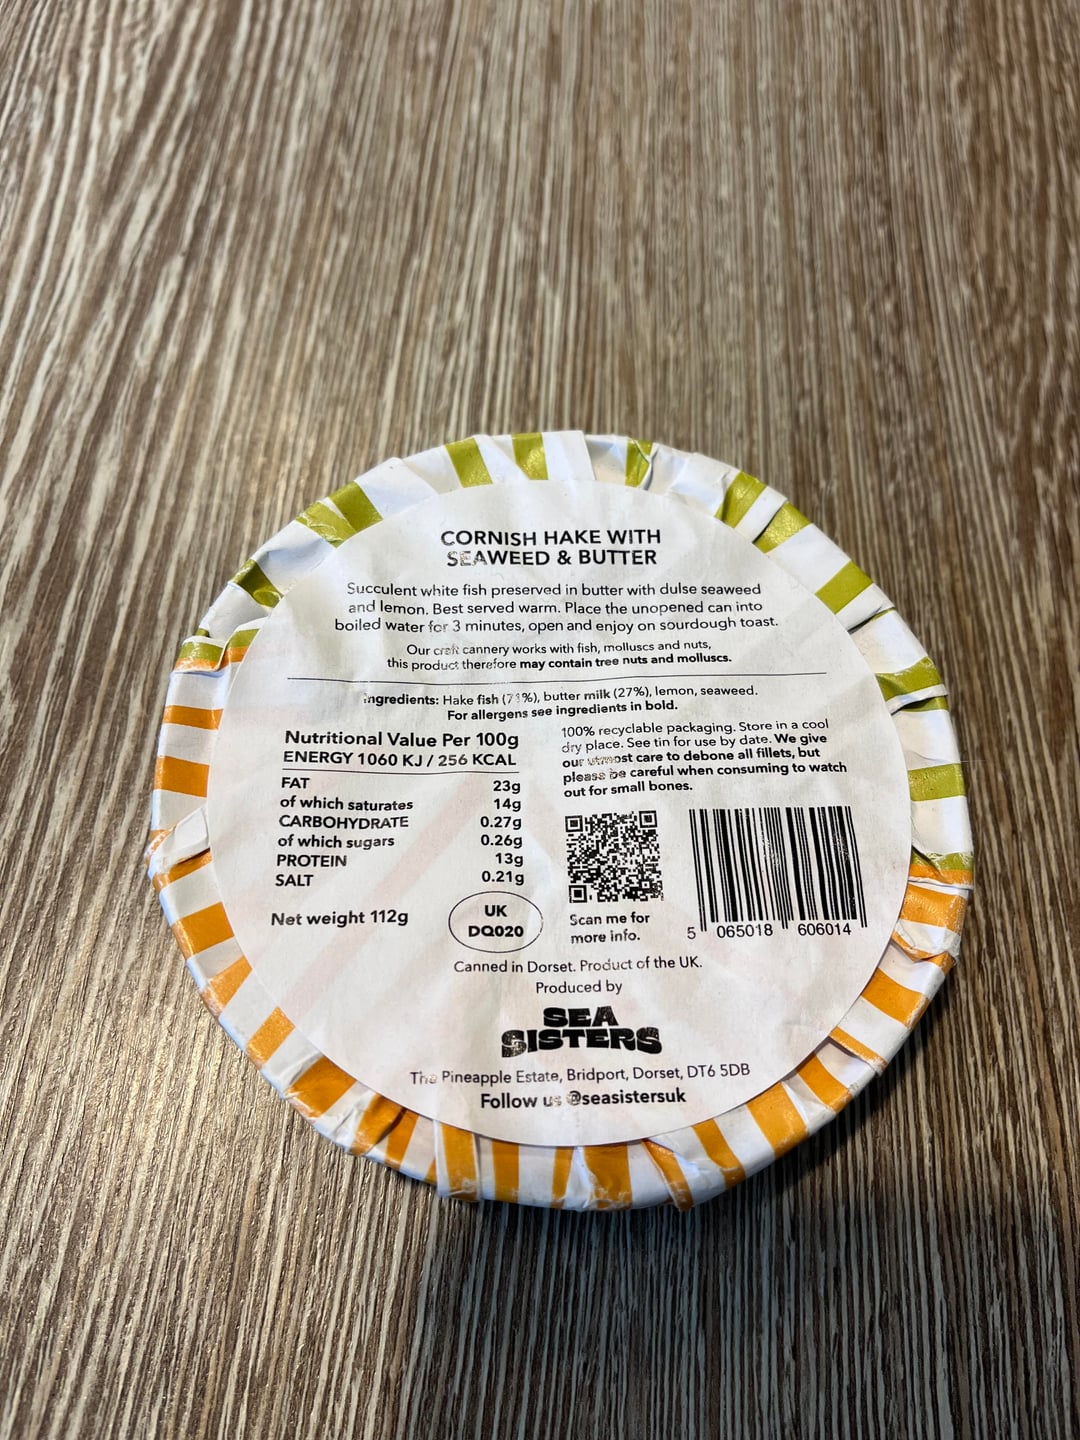 CORNISH HAKE WITH
SEAWEED & BUTTER
Succulent white fish preserved in butter with dulse seaweed
and lemon. Best served warm. Place the unopened can into
boiled water for 3 minutes, open and enjoy on sourdough toast.
Our craft cannery works with fish, molluscs and nuts,
this product therefore may contain tree nuts and molluscs.
Ingredients: Hake fish butter milk (27%), lemon, seaweed.
For allergens see ingredients in bold.
Nutritional Value Per 100g
ENERGY 1060 KJ / 256 KCAL
FAT 23g
of which saturates 14g
CARBOHYDRATE 0.27g
of which sugars 0.26g
PROTEIN 13g
SALT 0.21g
Net weight 112g
UK
DQ020
100% recyclable packaging. Store in a cool
dry place. See tin for use by date. We give
our utmost care to debone all fillets, but
please be careful when consuming to watch
out for small bones.
Scan me for
more info.
5 065018 606014
Canned in Dorset. Product of the UK.
Produced by
SEA
SISTERS
The Pineapple Estate, Bridport, Dorset, DT6 5DB
Follow us @seasistersuk